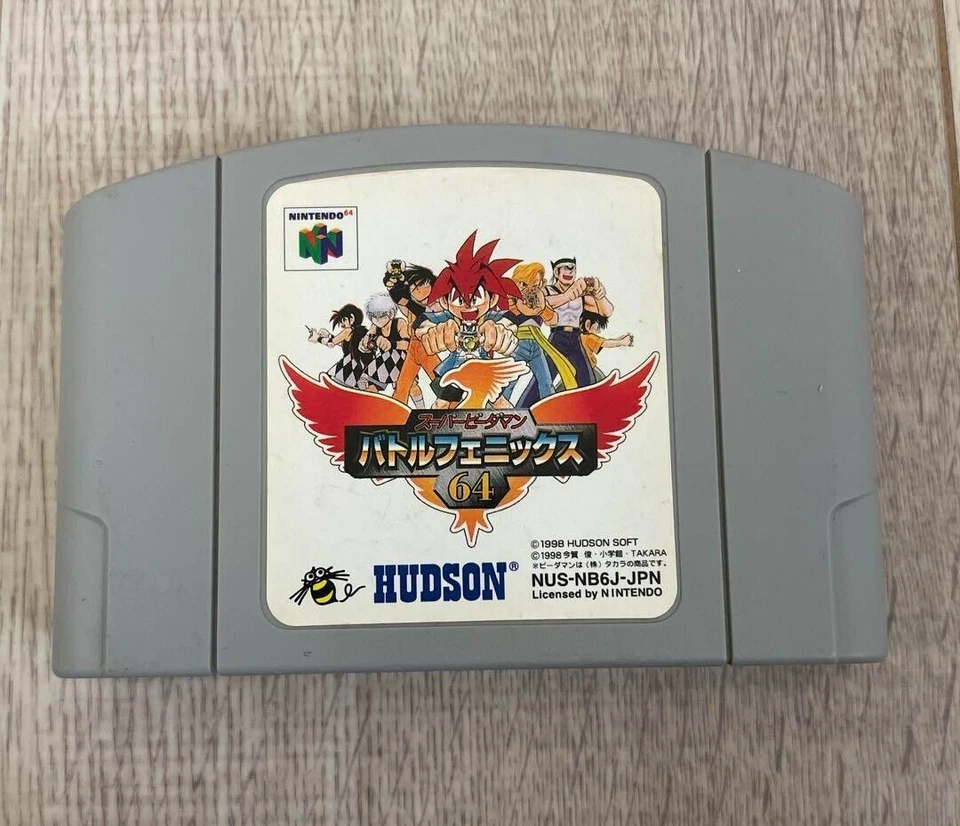 NINTENDO64
スーパービーダマン
バトルフェニックス
64
©1998 HUDSON SOFT
©1998 今賀 俊・小学館・TAKARA
※ビーダマンは(株)タカラの商品です。
HUDSON®
NUS-NB6J-JPN
Licensed by NINTENDO